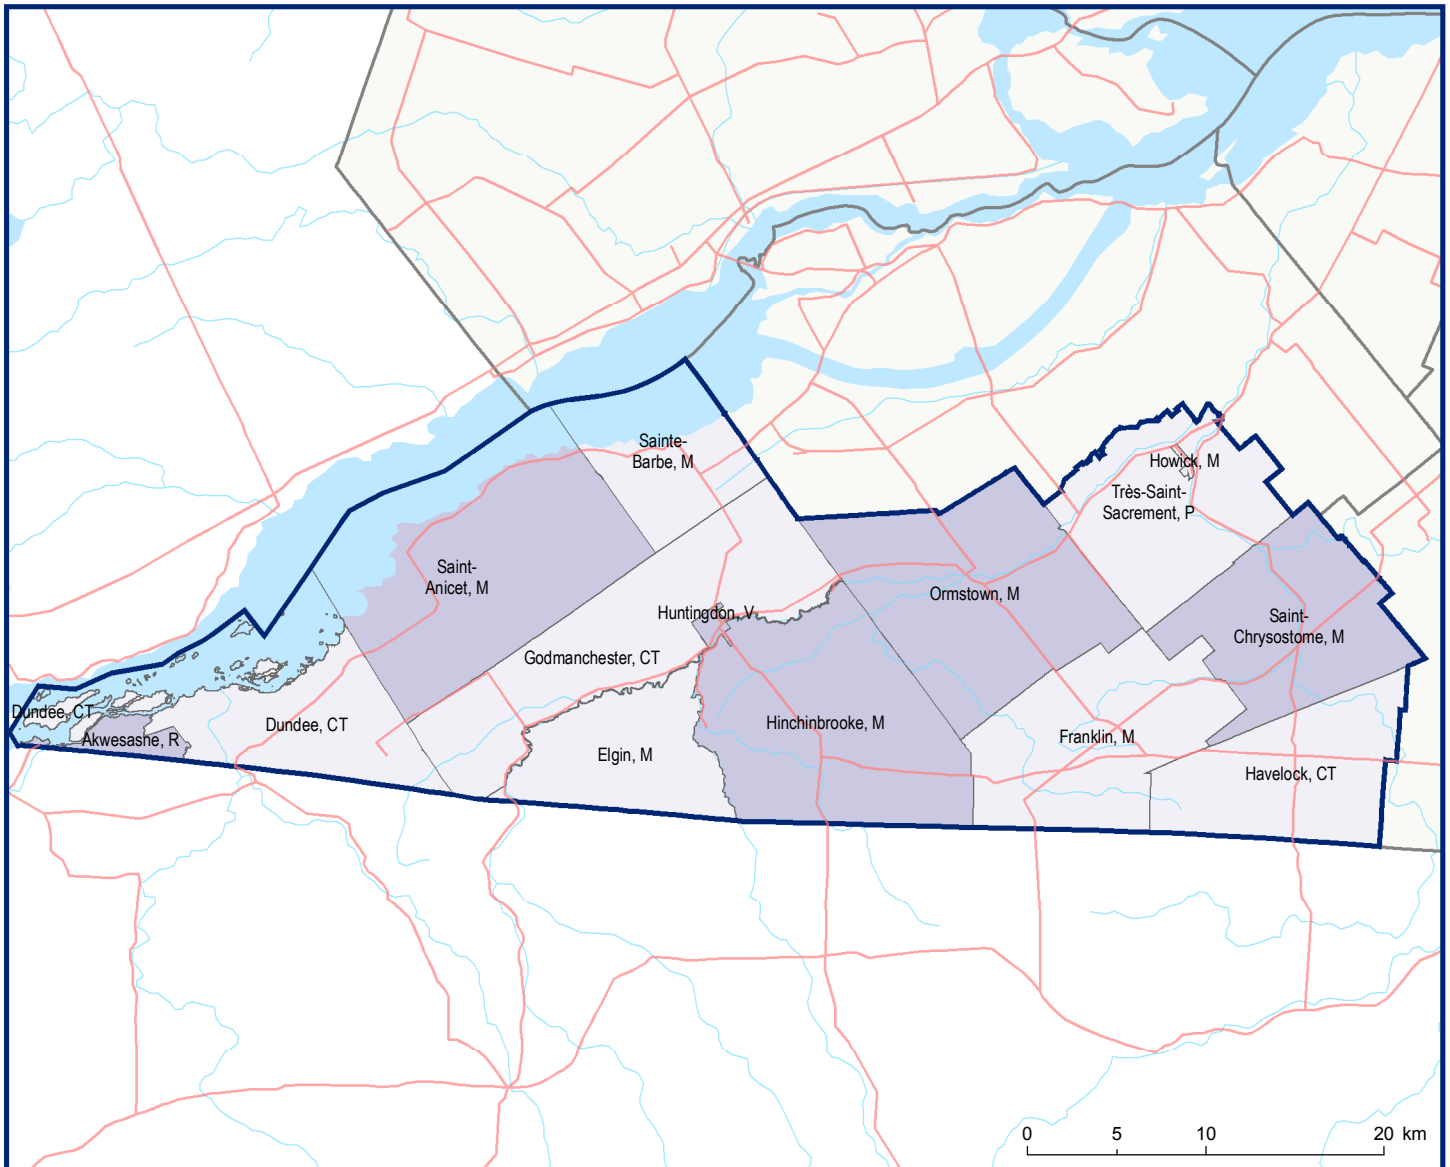 Sainte-
Barbe, M
Howick, M
Très-Saint-
Sacrement, P
Saint-
Anicet, M
Ormstown, M
Huntingdon, V
Saint-
Chrysostome, M
Godmanchester, CT
Dundee, CT
Dundee, CT
Hinchinbrooke, M
Franklin, M
Akwesasne, R
Elgin, M
Havelock, CT
0 5 10 20 km